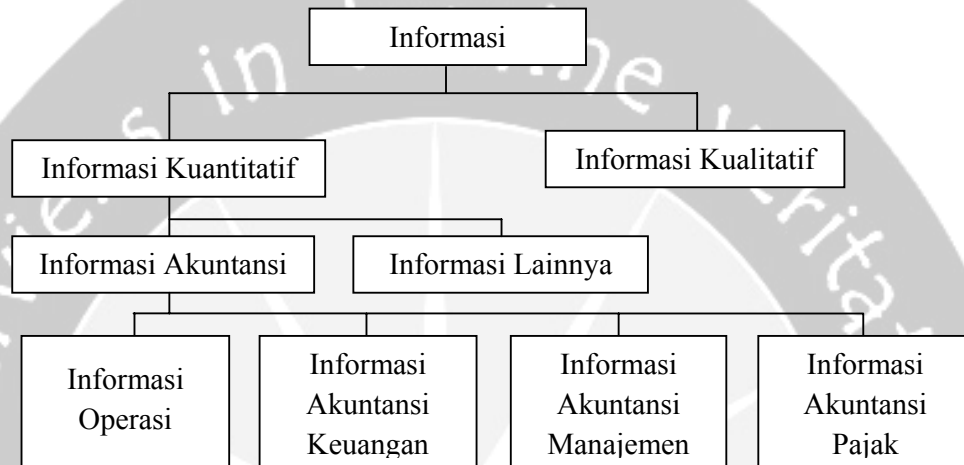 Informasi
Informasi Kuantitatif
Informasi Kualitatif
Informasi Akuntansi
Informasi Lainnya
Informasi
Operasi
Informasi
Akuntansi
Keuangan
Informasi
Akuntansi
Manajemen
Informasi
Akuntansi
Pajak